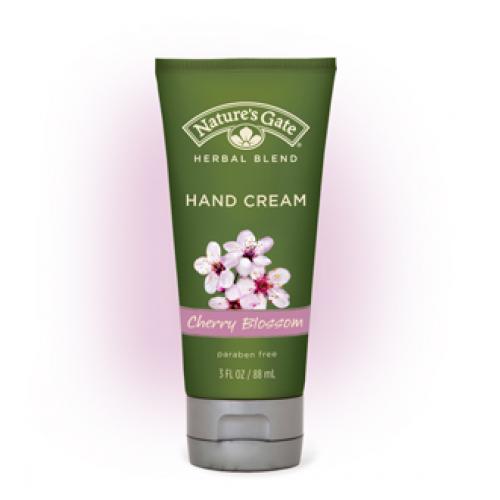 Nature's Gate®
HERBAL BLEND
HAND CREAM
Cherry Blossom
paraben free
3 FL OZ / 88 mL